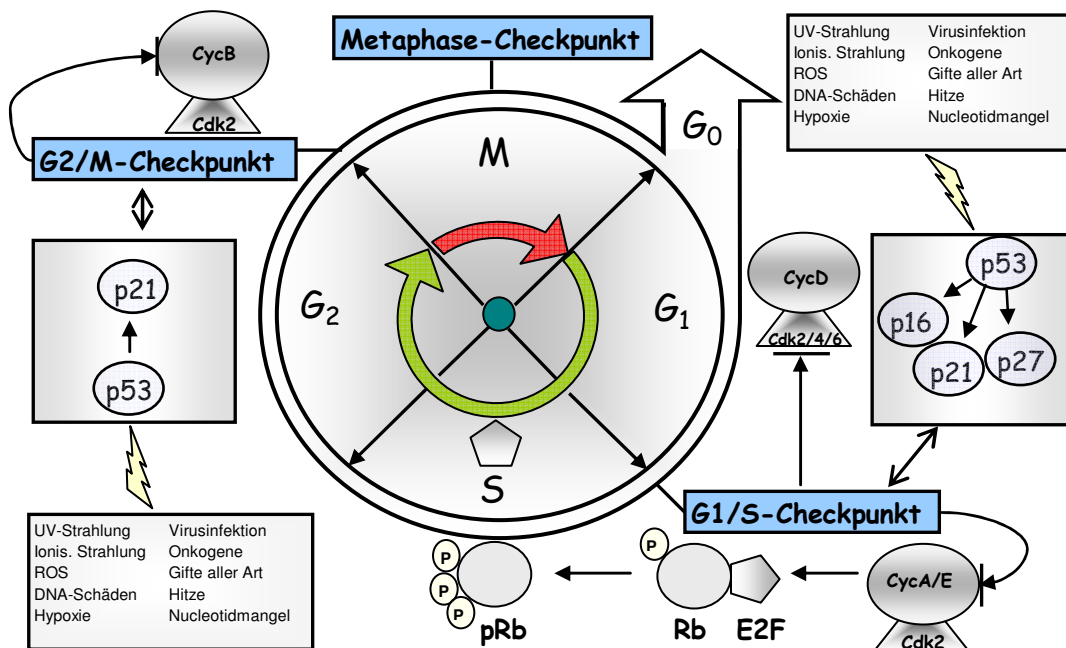 Metaphase-Checkpunkt
CycB
Cdk2
G2/M-Checkpunkt
UV-Strahlung Virusinfektion
Ionis. Strahlung Onkogene
ROS Gifte aller Art
DNA-Schäden Hitze
Hypoxie Nucleotidmangel
G0
M
G2
G1
S
p21
p53
CycD
Cdk2/4/6
p53
p16
p21
p27
UV-Strahlung Virusinfektion
Ionis. Strahlung Onkogene
ROS Gifte aller Art
DNA-Schäden Hitze
Hypoxie Nucleotidmangel
G1/S-Checkpunkt
P
P
P
pRb
P
Rb
E2F
CycA/E
Cdk2